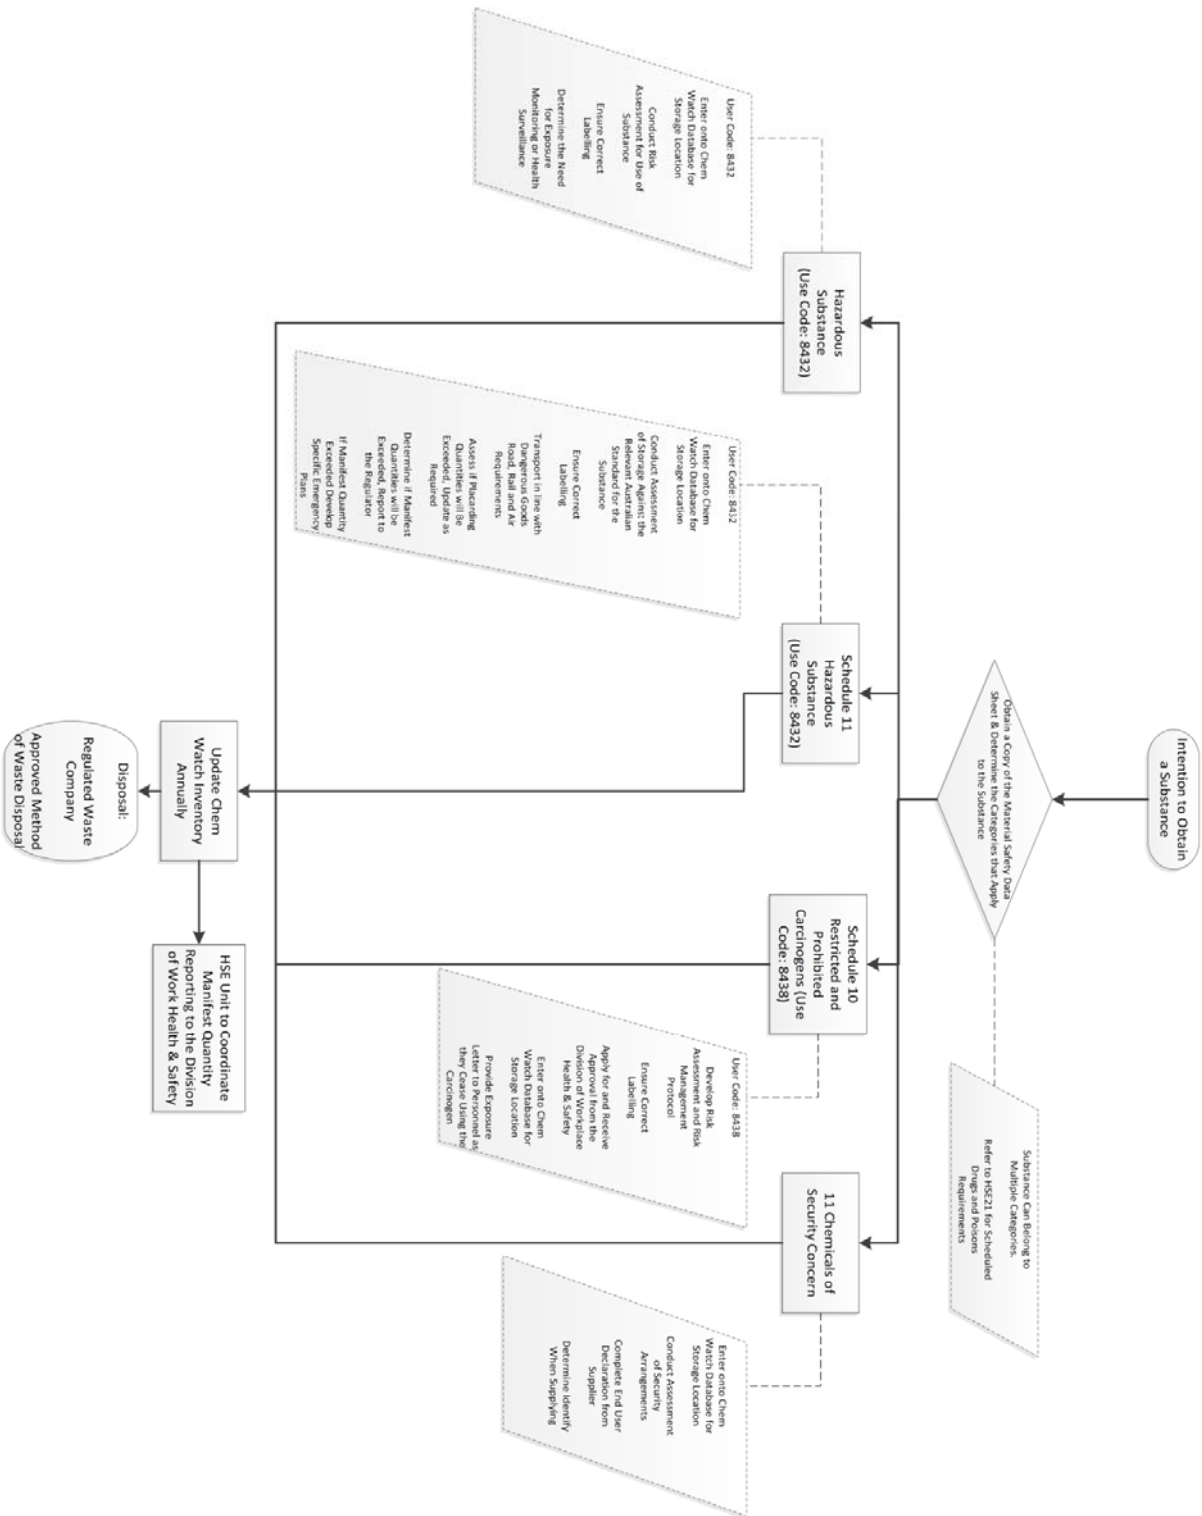 Intention to Obtain
a Substance
Obtain a Copy of the Material Safety Data
Sheet & Determine the Categories that Apply
to the Substance
Substance Can Belong to
Multiple Categories.
Refer to HSE21 for Scheduled
Drugs and Poisons
Requirements
Hazardous
Substance
(Use Code: 8432)
User Code: 8432
Enter onto Chem
Watch Database for
Storage Location
Conduct Risk
Assessment for Use of
Substance
Ensure Correct
Labelling
Determine the Need
for Exposure
Monitoring or Health
Surveillance
Schedule 11
Hazardous
Substance
(Use Code: 8432)
User Code: 8432
Enter onto Chem
Watch Database for
Storage Location
Conduct Assessment
of Storage Agains: the
Relevant Australian
Standard for the
Substance
Ensure Correct
Labelling
Transport in line with
Dangerous Goods
Road, Rail and Air
Requirements
Assess if Placarding
Quantities will Be
Exceeded, Update as
Required
Determine if Manifest
Quantities will be
Exceeded, Report to
the Regulator
If Manifest Quantity
Exceeded Develop
Specific Emergency
Plans
Schedule 10
Restricted and
Prohibited
Carcinogens (Use
Code: 8438)
User Code: 8438
Develop Risk
Assessment and Risk
Management
Protocol
Ensure Correct
Labelling
Apply for and Receive
Approval from the
Division of Workplace
Health & Safety
Enter onto Chem
Watch Database for
Storage Location
Provide Exposure
Letter to Personnel as
they Cease Using the
Carcinogen
11 Chemicals of
Security Concern
Enter onto Chem
Watch Database for
Storage Location
Conduct Assessment
of Security
Arrangements
Complete End User
Declaration from
Supplier
Determine Identify
When Supplying
Update Chem
Watch Inventory
Annually
HSE Unit to Coordinate
Manifest Quantity
Reporting to the Division
of Work Health & Safety
Disposal:
Regulated Waste
Company
Approved Method
of Waste Disposal